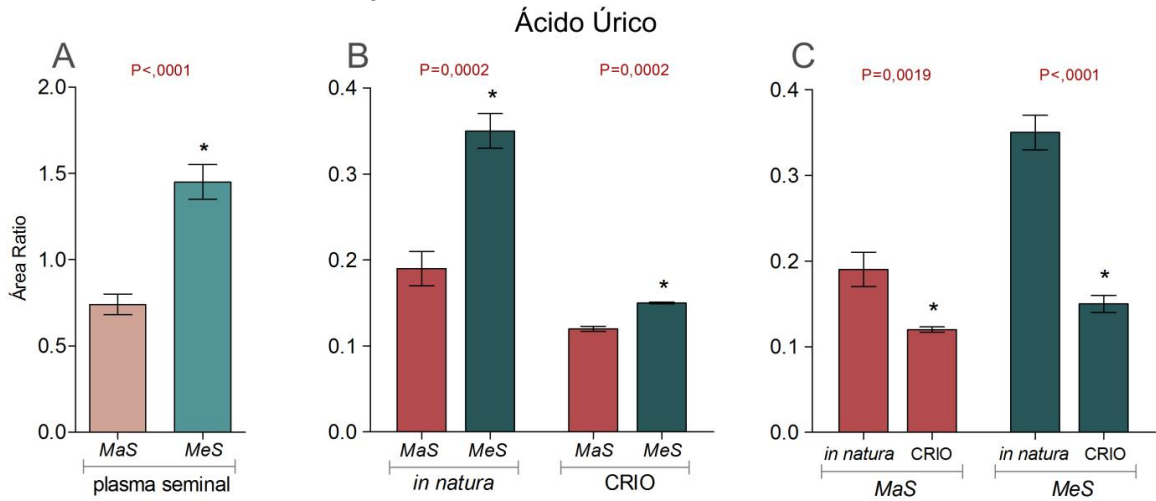 Ácido Úrico
A
P<,0001
Área Ratio
2.0
1.5
1.0
0.5
0.0
*
MaS MeS
plasma seminal
B
P=0,0002 P=0,0002
0.4
0.3
0.2
0.1
0.0
*
*
MaS MeS MaS MeS
in natura CRIO
C
P=0,0019 P<,0001
0.4
0.3
0.2
0.1
0.0
*
*
in natura CRIO in natura CRIO
MaS MeS